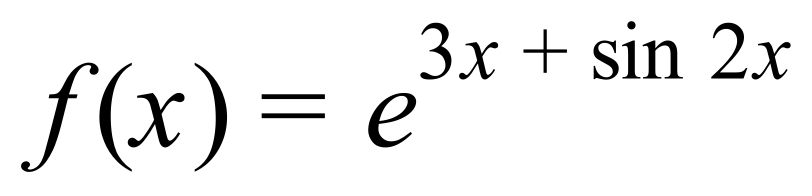 f(x) = e^{3x + sin 2x}